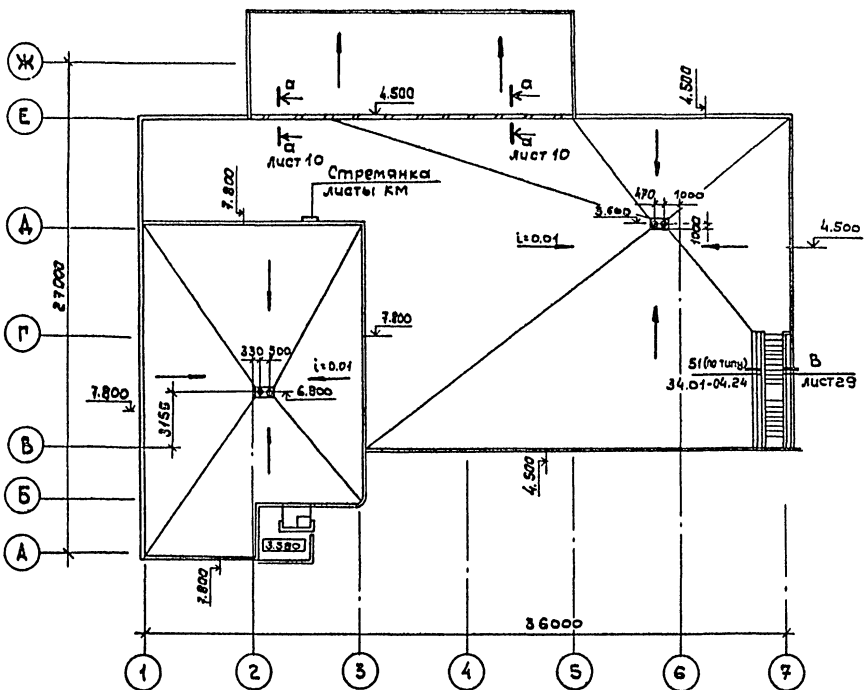 Ж
Е
Д
Г
В
Б
А
27000
а
а
4.500
а
а
лист 10
лист 10
4.500
Стремянка
листы КМ
7.800
470
1000
3.600
1000
i=0.01
4.500
7.800
330
500
i=0.01
6.800
7.800
3156
51(по типу)
34.01-04.24
В
лист 29
4.500
3.580
7.800
36000
1
2
3
4
5
6
7